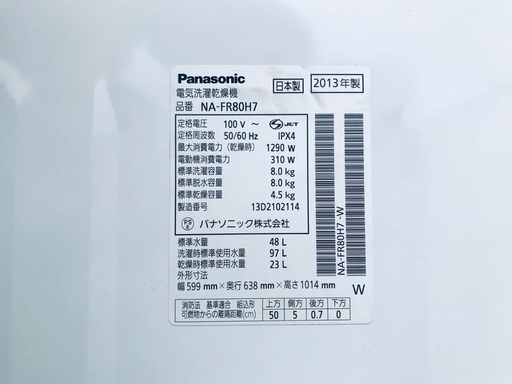 Panasonic 日本製 2013年製
電気洗濯乾燥機
品番 NA-FR80H7
定格電圧 100 V ~ JET
定格周波数 50/60 Hz IPX4
最大消費電力(乾燥時) 1290 W
電動機消費電力 310 W
標準洗濯容量 8.0 kg
標準脱水容量 8.0 kg
標準乾燥容量 4.5 kg
製造番号 13D2102114
PSE パナソニック株式会社
標準水量 48 L
洗濯時標準使用水量 97 L
乾燥時標準使用水量 23 L
外形寸法
幅 599 mm×奥行 638 mm×高さ 1014 mm
W
消防法 基準適合 組込形 上方 側方 後方 下方
可燃物からの離隔距離(cm) 50 5 0.7 0
NA-FR80H7 -W